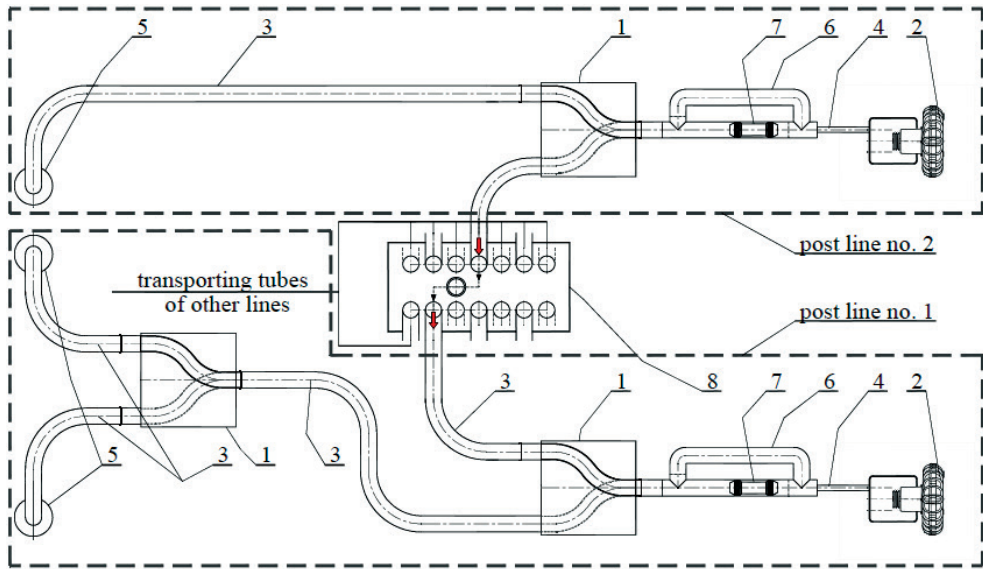 5 3 1 7 6 4 2
post line no. 2
transporting tubes
of other lines
post line no. 1
3 1 8 7 6 4 2
5 3 1 3